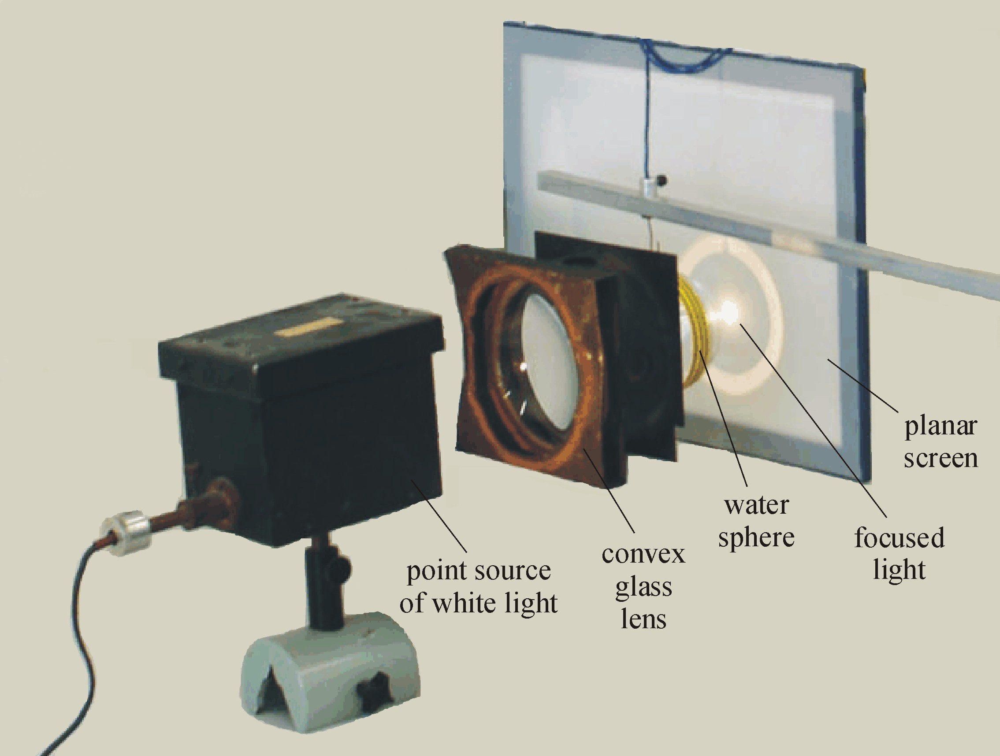 planar
screen
water
sphere
focused
light
convex
glass
lens
point source
of white light